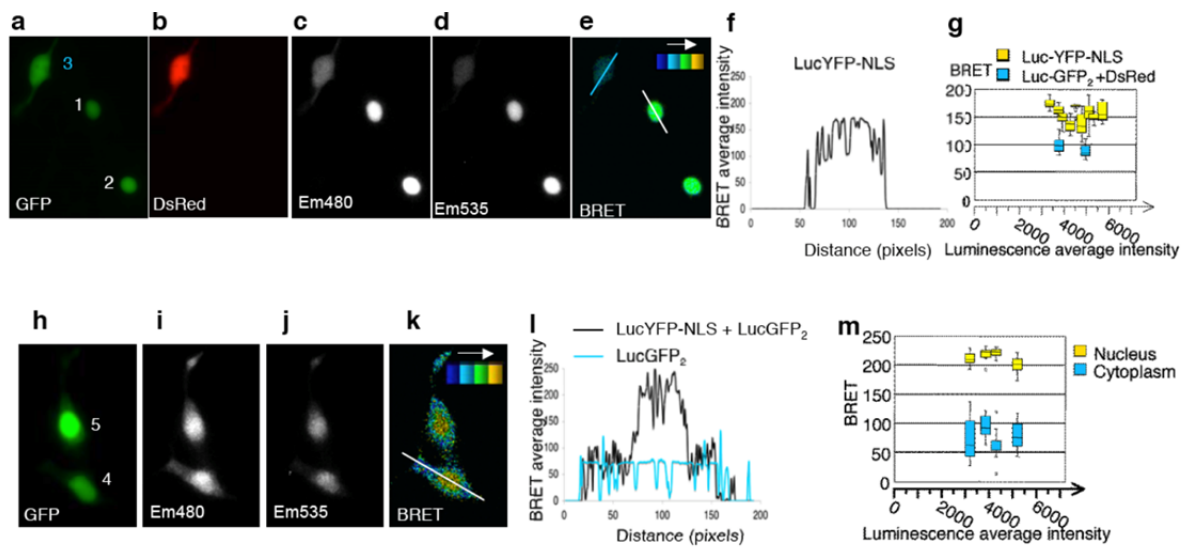 a b c d e f g
3
1
2
GFP
DsRed
Em480
Em535
BRET
LucYFP-NLS
BRET average intensity
250
200
150
100
50
0
0 50 100 150 200
Distance (pixels)
Luc-YFP-NLS
Luc-GFP2 +DsRed
BRET
200
150
100
50
0
0 2000 4000 6000
Luminescence average intensity
h i j k l m
5
4
GFP
Em480
Em535
BRET
LucYFP-NLS + LucGFP2
LucGFP2
BRET average intensity
250
200
150
100
50
0
0 50 100 150 200
Distance (pixels)
Nucleus
Cytoplasm
BRET
250
200
150
100
50
0
0 2000 4000 6000
Luminescence average intensity